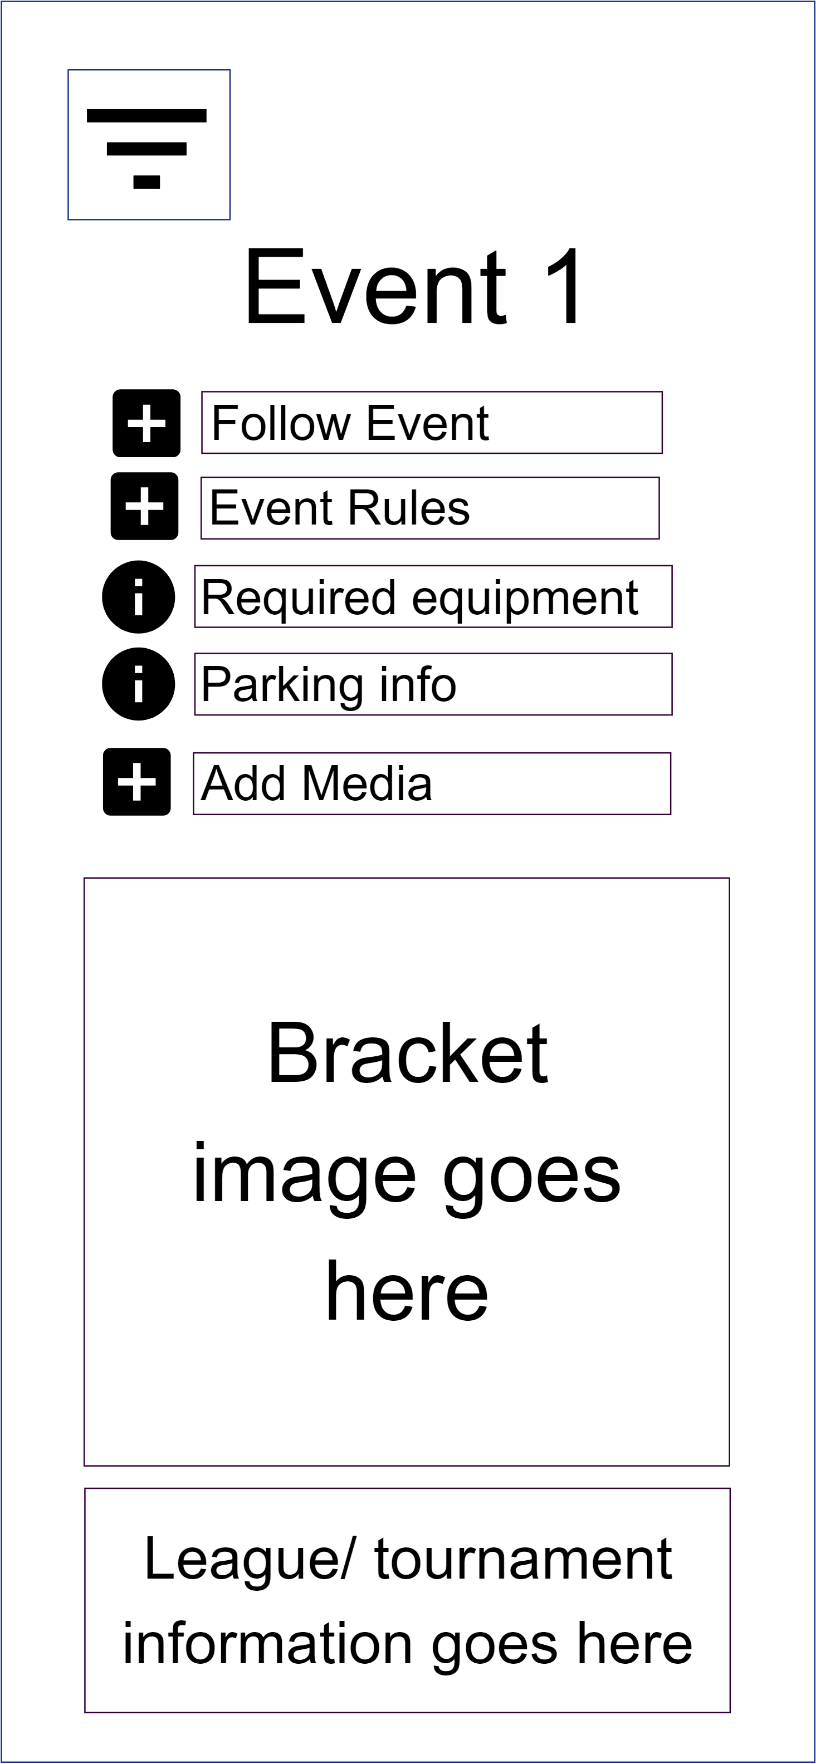 Event 1
Follow Event
Event Rules
Required equipment
Parking info
Add Media
Bracket
image goes
here
League/ tournament
information goes here